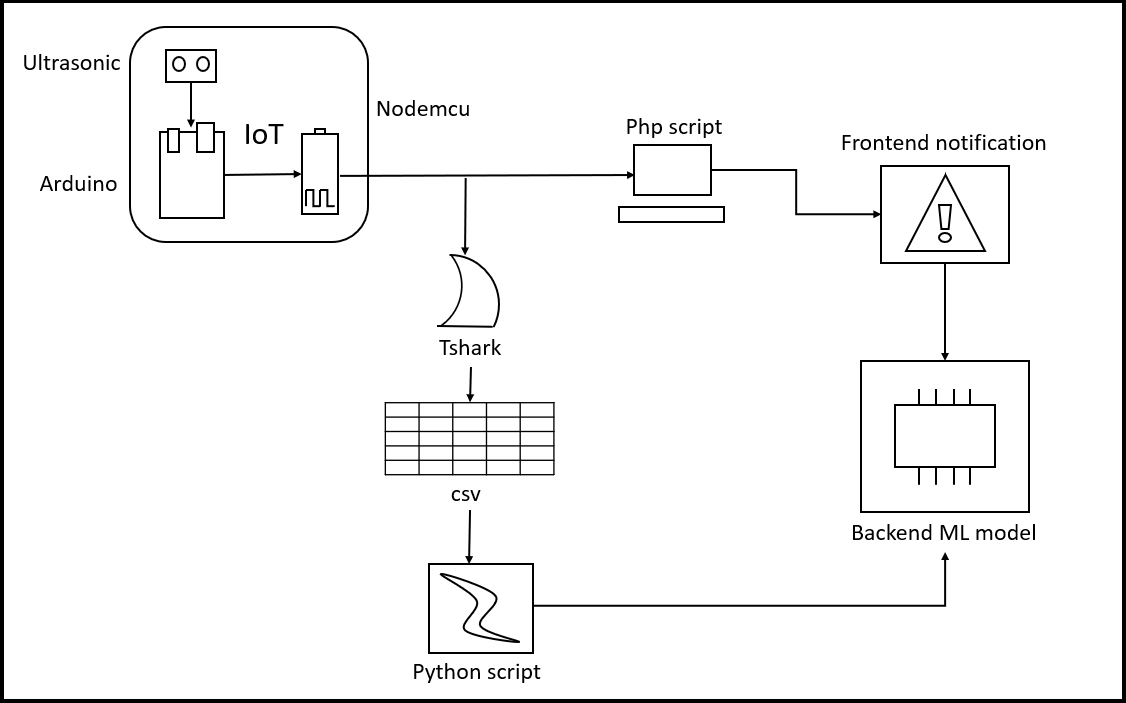 Ultrasonic
Nodemcu
IoT
Php script
Frontend notification
Arduino
Tshark
csv
Backend ML model
Python script